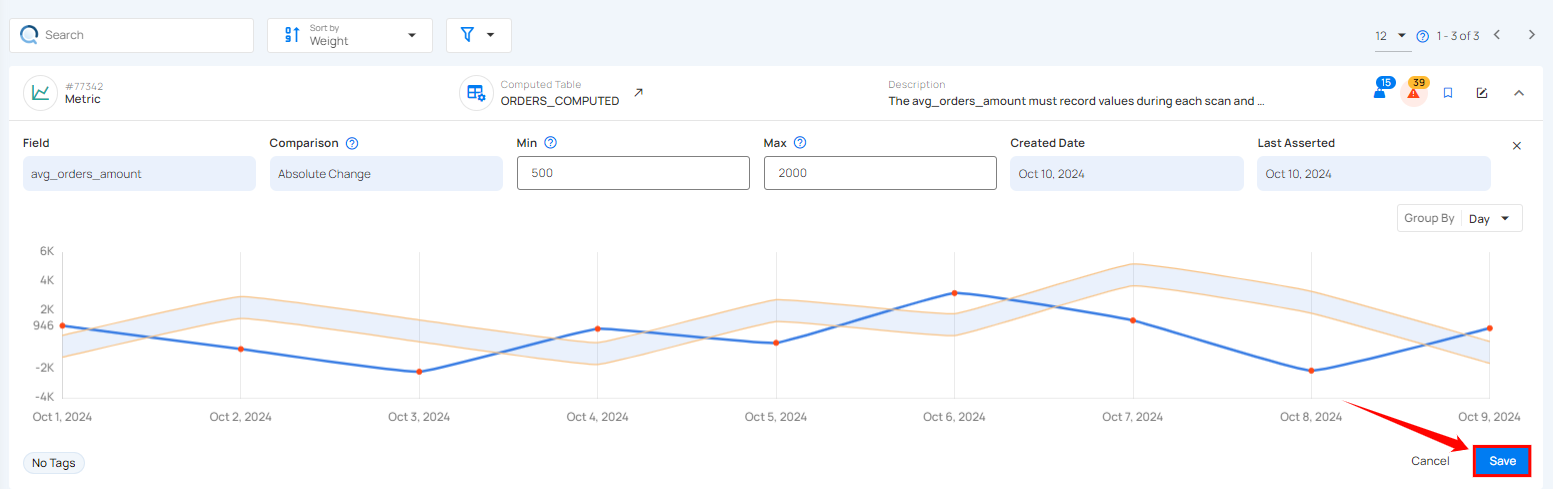 Search
Sort by
Weight
12
1 - 3 of 3
#77342
Metric
Computed Table
ORDERS_COMPUTED
Description
The avg_orders_amount must record values during each scan and ...
15
39
Field
Comparison
Min
Max
Created Date
Last Asserted
avg_orders_amount
Absolute Change
500
2000
Oct 10, 2024
Oct 10, 2024
Group By
Day
6K
4K
2K
946
-2K
-4K
Oct 1, 2024
Oct 2, 2024
Oct 3, 2024
Oct 4, 2024
Oct 5, 2024
Oct 6, 2024
Oct 7, 2024
Oct 8, 2024
Oct 9, 2024
No Tags
Cancel
Save